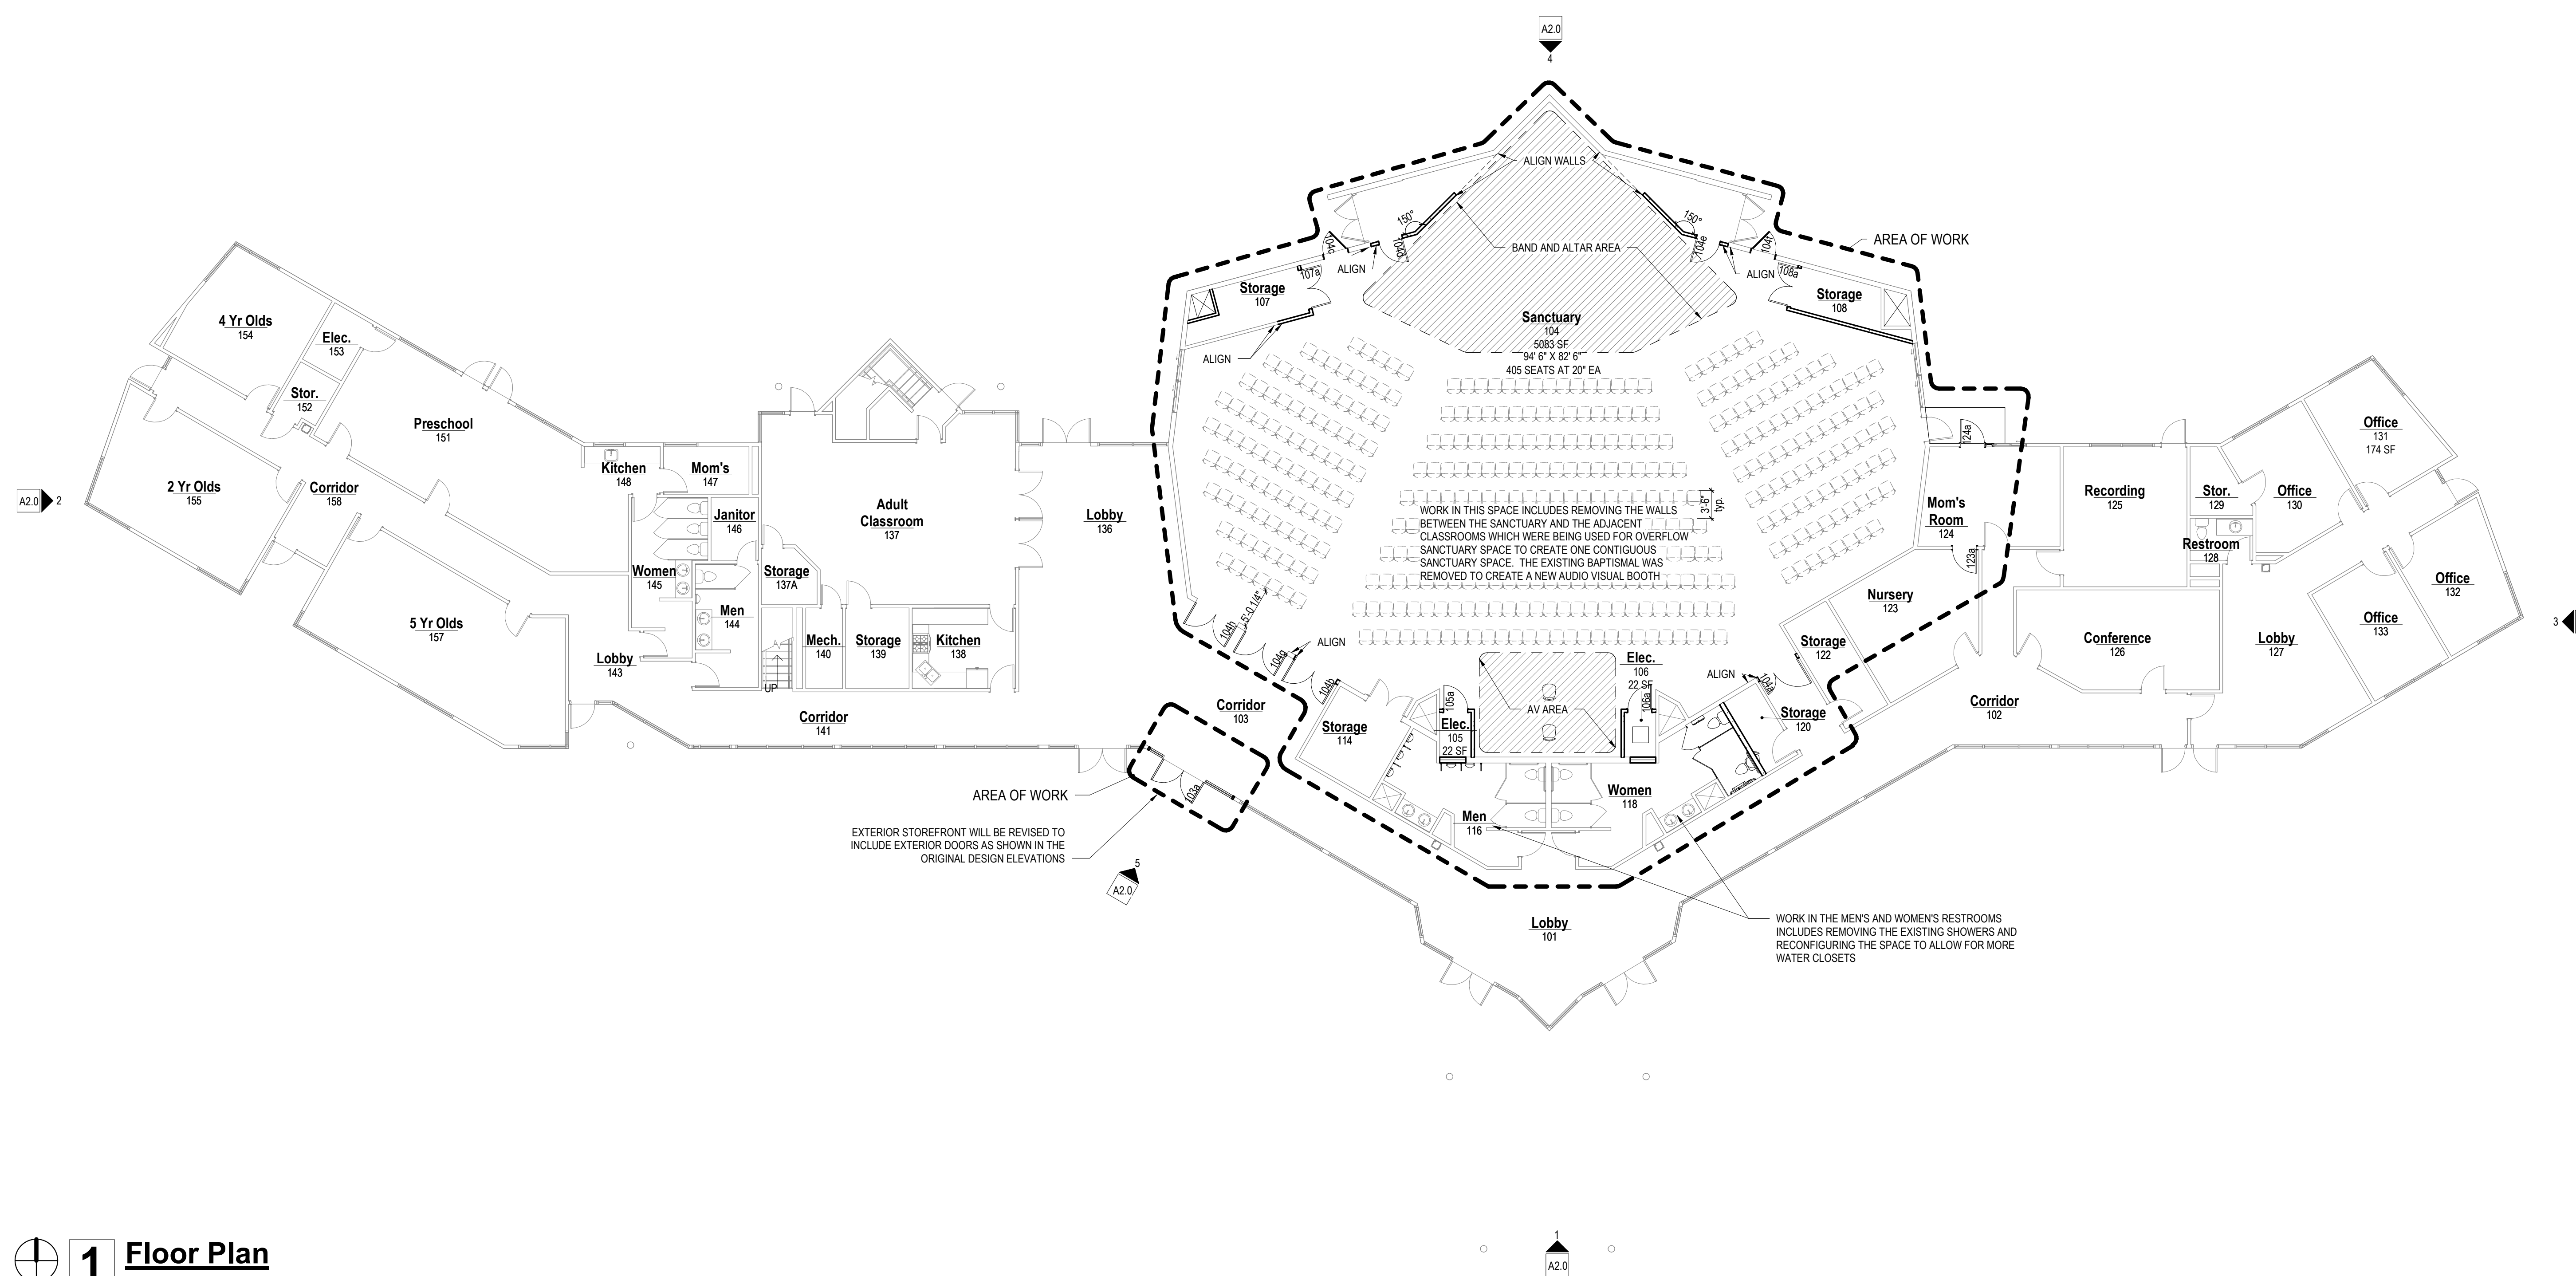 A2.0
4
ALIGN WALLS
150°
150°
104c
104d
104e
104f
AREA OF WORK
BAND AND ALTAR AREA
107a
ALIGN
ALIGN
108a
Storage
107
Storage
108
Sanctuary
104
5083 SF
94' 6" X 82' 6"
405 SEATS AT 20" EA
ALIGN
4 Yr Olds
154
Elec.
153
Stor.
152
Preschool
151
2 Yr Olds
155
Corridor
158
A2.0
2
Kitchen
148
Mom's
147
Janitor
146
Women
145
Men
144
5 Yr Olds
157
Lobby
143
Adult
Classroom
137
Storage
137A
Mech.
140
Storage
139
Kitchen
138
UP
Corridor
141
Lobby
136
WORK IN THIS SPACE INCLUDES REMOVING THE WALLS
BETWEEN THE SANCTUARY AND THE ADJACENT
CLASSROOMS WHICH WERE BEING USED FOR OVERFLOW
SANCTUARY SPACE TO CREATE ONE CONTIGUOUS
SANCTUARY SPACE. THE EXISTING BAPTISMAL WAS
REMOVED TO CREATE A NEW AUDIO VISUAL BOOTH
3'-6"
typ.
124a
Mom's
Room
124
123a
Recording
125
Stor.
129
Office
130
Office
131
174 SF
Restroom
128
Office
132
Office
133
Nursery
123
Storage
122
Conference
126
Lobby
127
A2.0
3
104h
5'-0 1/4"
104g
ALIGN
104b
Corridor
103
Storage
114
105a
Elec.
105
22 SF
AV AREA
Elec.
106
22 SF
106a
ALIGN
104a
Storage
120
Corridor
102
103a
AREA OF WORK
EXTERIOR STOREFRONT WILL BE REVISED TO
INCLUDE EXTERIOR DOORS AS SHOWN IN THE
ORIGINAL DESIGN ELEVATIONS
5
A2.0
Men
116
Women
118
Lobby
101
WORK IN THE MEN'S AND WOMEN'S RESTROOMS
INCLUDES REMOVING THE EXISTING SHOWERS AND
RECONFIGURING THE SPACE TO ALLOW FOR MORE
WATER CLOSETS
1
A2.0
1
Floor Plan